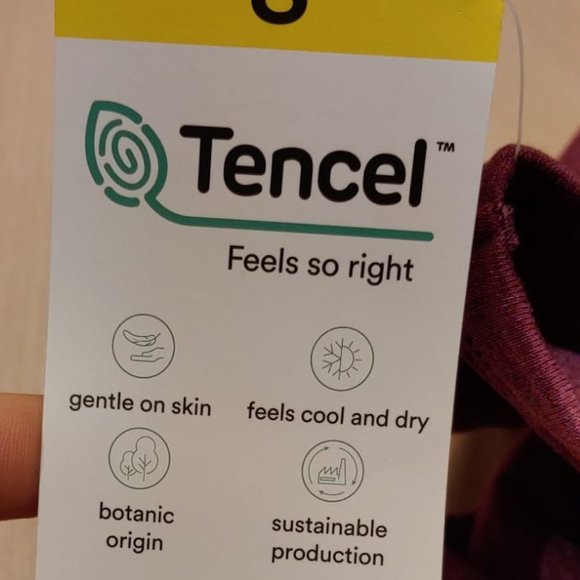 Tencel™
Feels so right
gentle on skin
feels cool and dry
botanic
origin
sustainable
production